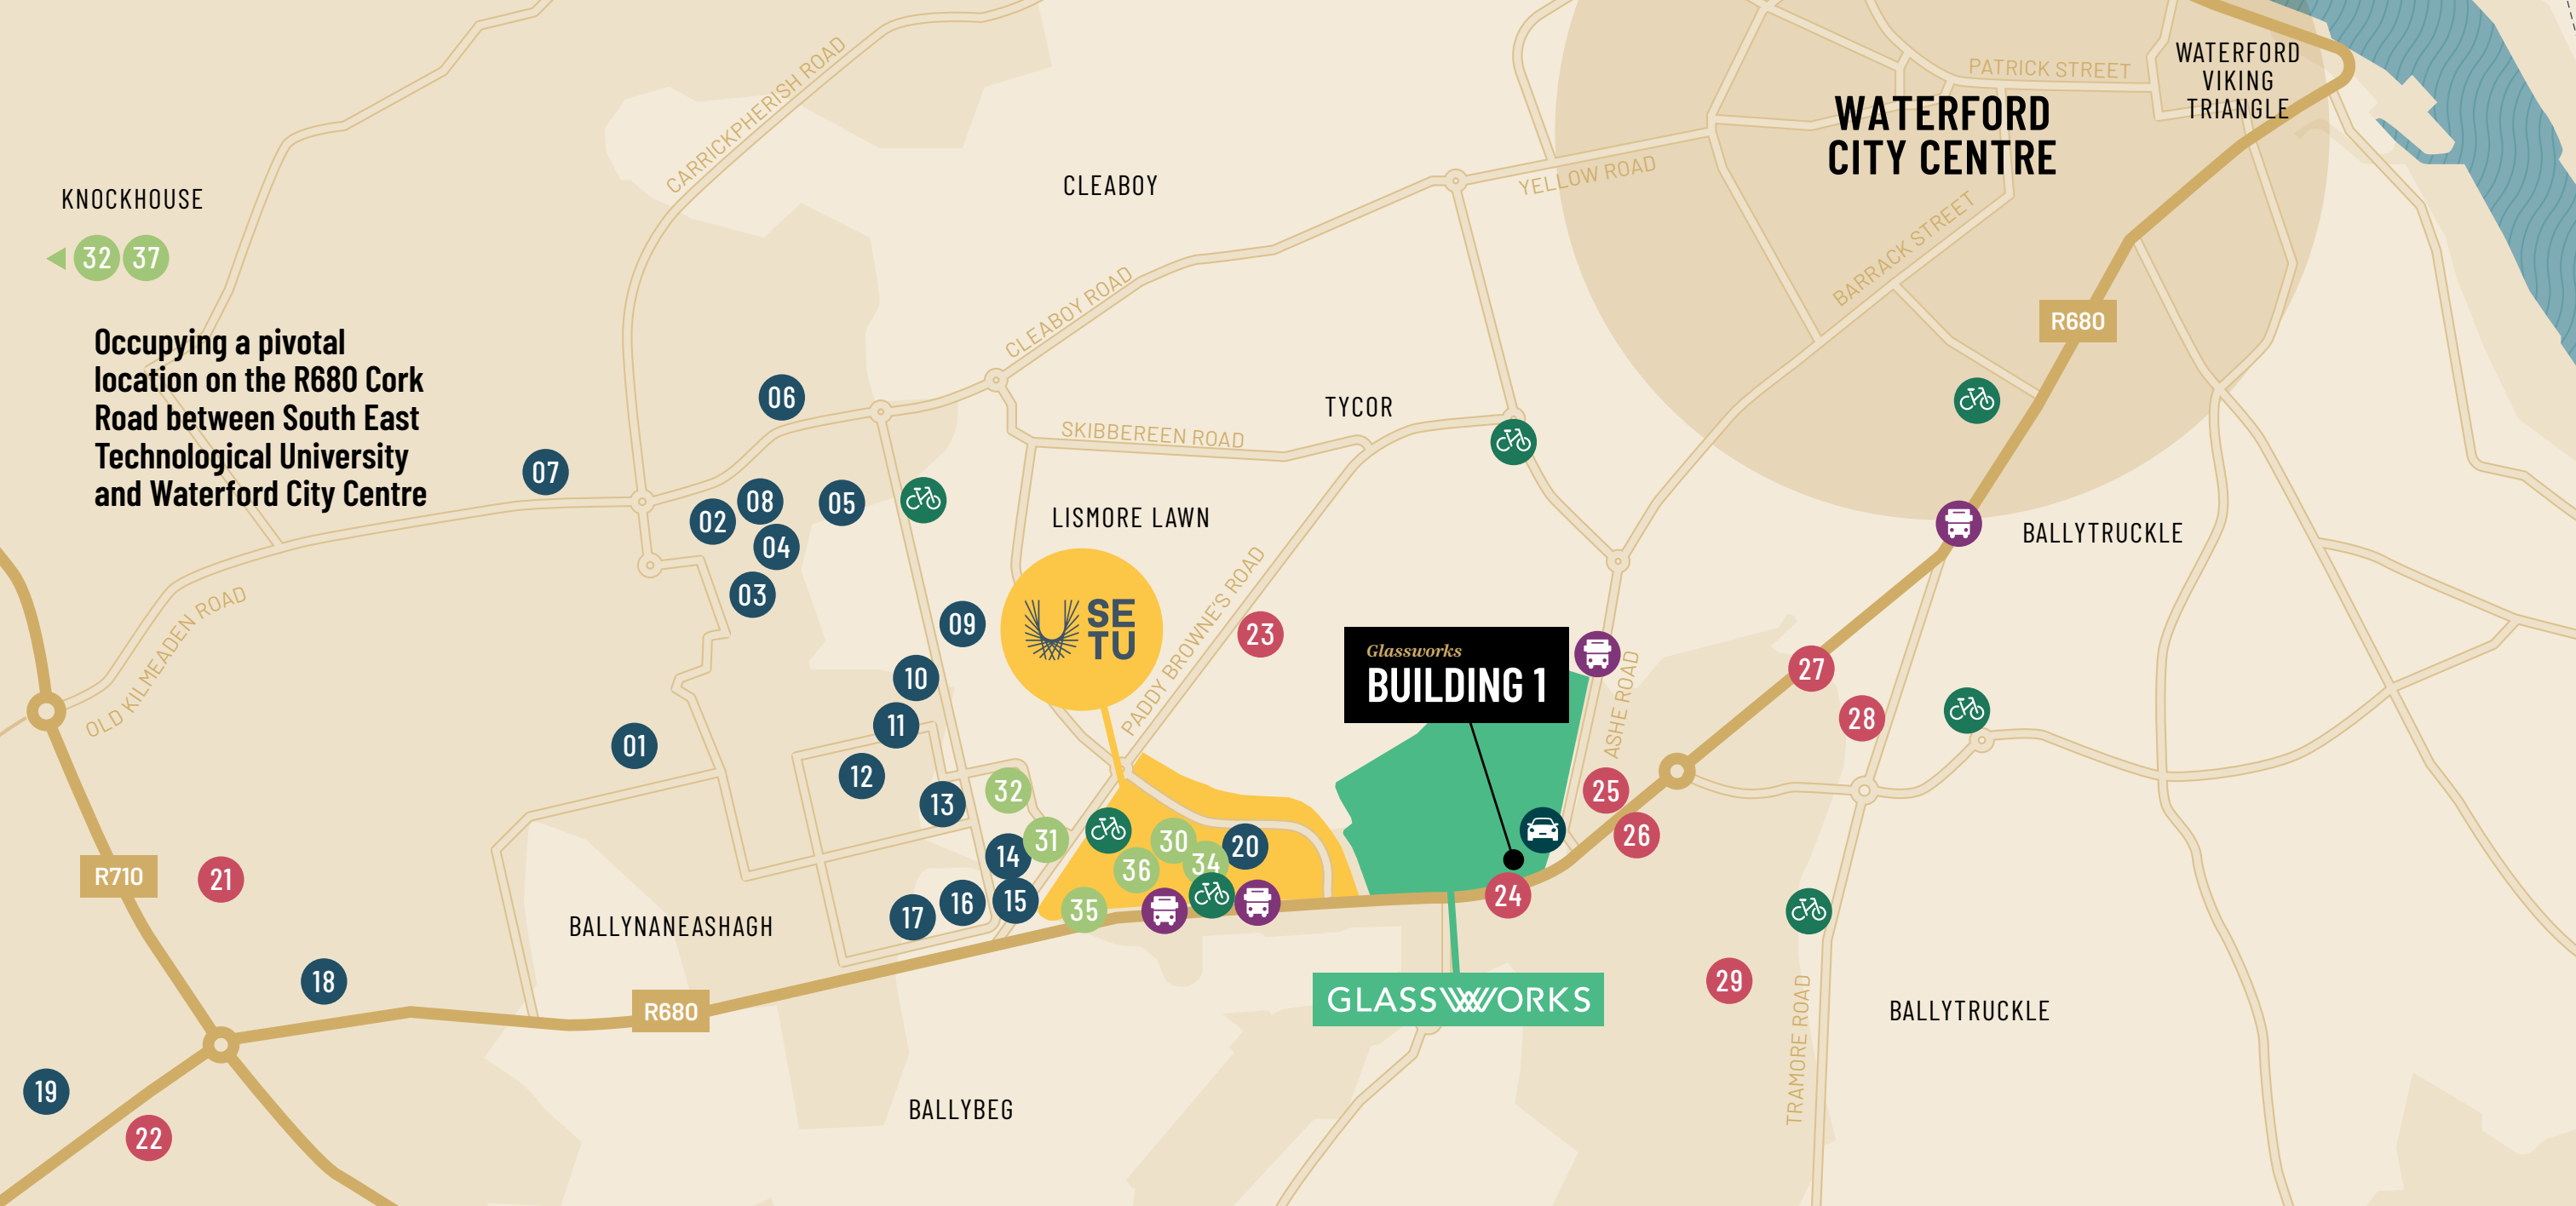 WATERFORD
VIKING
TRIANGLE
PATRICK STREET
WATERFORD
CITY CENTRE
CARRICKPHERISH ROAD
CLEABOY
YELLOW ROAD
KNOCKHOUSE
32 37
BARRACK STREET
CLEABOY ROAD
R680
Occupying a pivotal
location on the R680 Cork
Road between South East
Technological University
and Waterford City Centre
06
TYCOR
SKIBBEREEN ROAD
07
02
08
05
04
03
LISMORE LAWN
BALLYTRUCKLE
OLD KILMEADEN ROAD
PADDY BROWNE'S ROAD
09
SE
TU
23
Glassworks
BUILDING 1
ASHE ROAD
27
28
10
11
01
12
13
32
25
26
31
30
20
14
34
36
R710
21
24
35
15
16
17
BALLYNANEASHAGH
18
R680
GLASSWORKS
29
TRAMORE ROAD
BALLYTRUCKLE
19
22
BALLYBEG